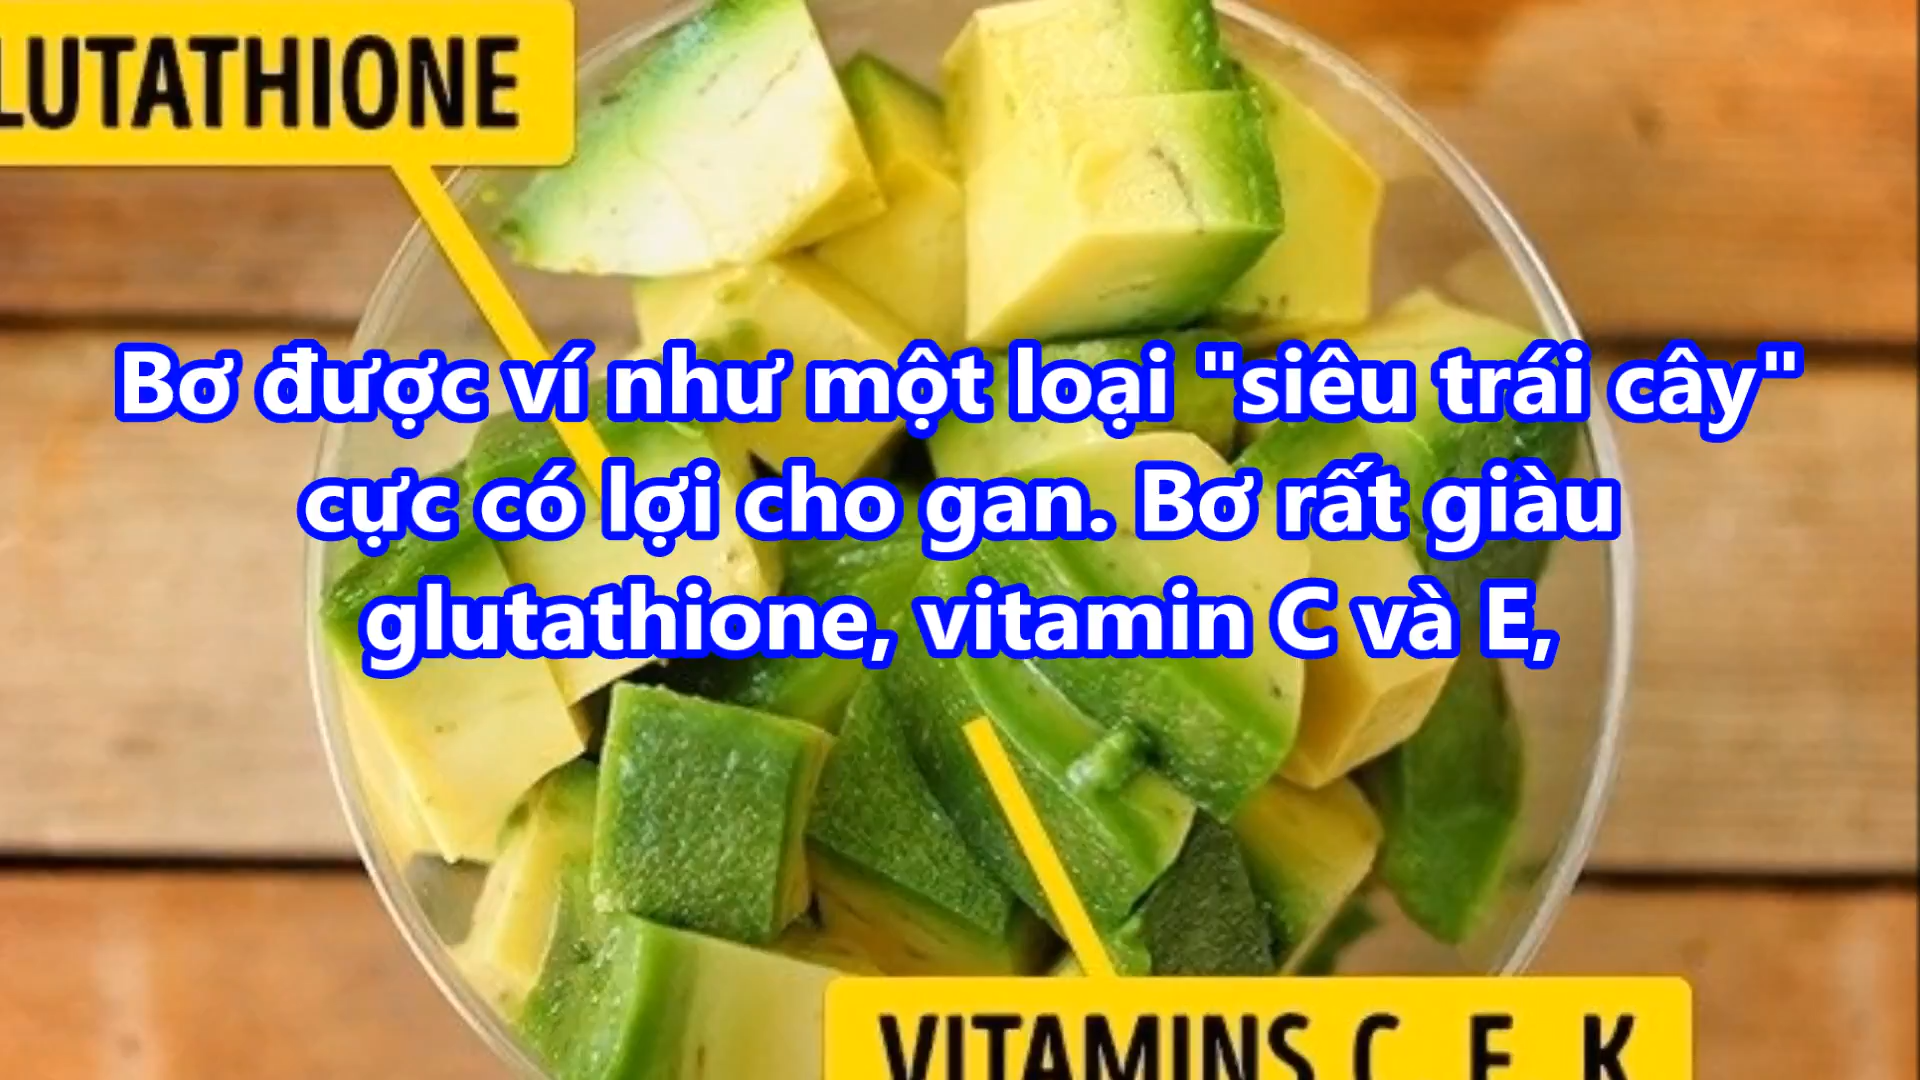 LUTATHIONE
Bơ được ví như một loại "siêu trái cây"
cực có lợi cho gan. Bơ rất giàu
glutathione, vitamin C và E,
VITAMINS C, E, K